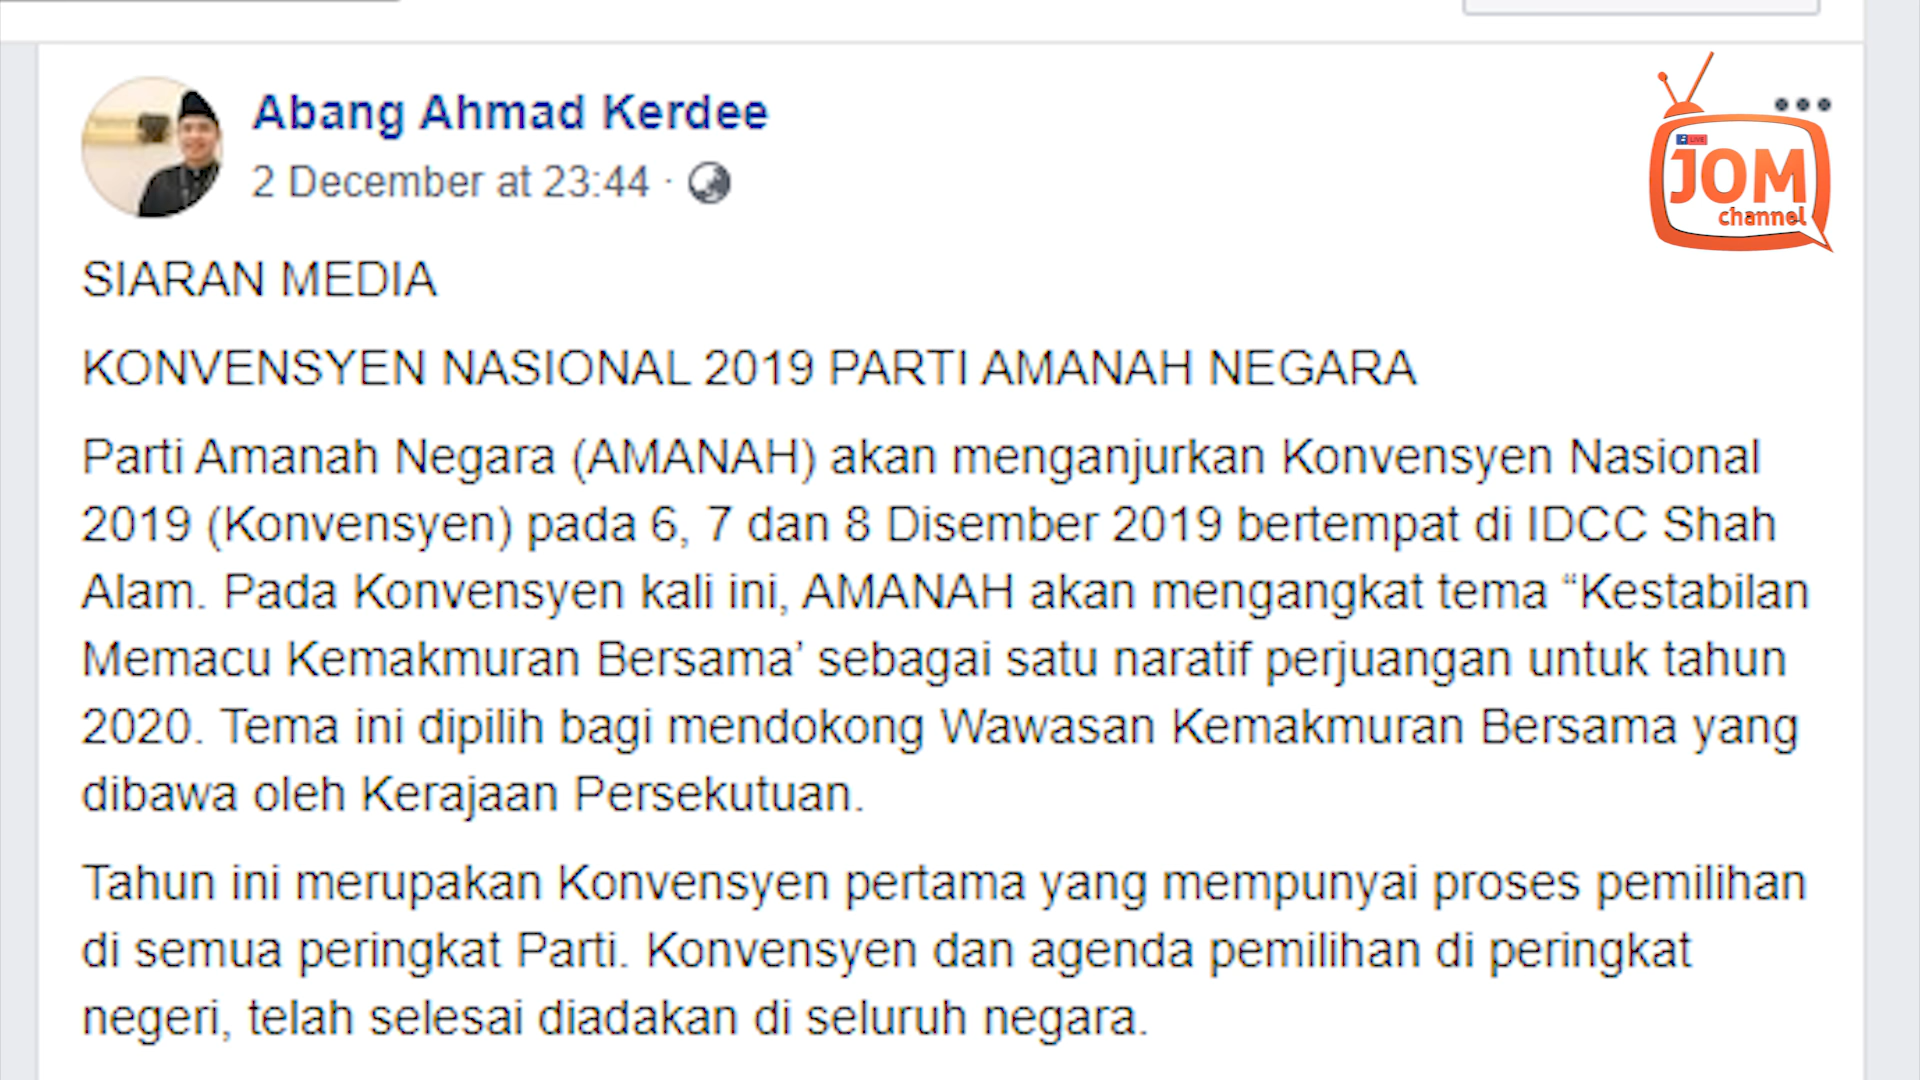 Abang Ahmad Kerdee
2 December at 23:44 ·
LIVE
JOM
channel
SIARAN MEDIA
KONVENSYEN NASIONAL 2019 PARTI AMANAH NEGARA
Parti Amanah Negara (AMANAH) akan menganjurkan Konvensyen Nasional
2019 (Konvensyen) pada 6, 7 dan 8 Disember 2019 bertempat di IDCC Shah
Alam. Pada Konvensyen kali ini, AMANAH akan mengangkat tema “Kestabilan
Memacu Kemakmuran Bersama’ sebagai satu naratif perjuangan untuk tahun
2020. Tema ini dipilih bagi mendokong Wawasan Kemakmuran Bersama yang
dibawa oleh Kerajaan Persekutuan.
Tahun ini merupakan Konvensyen pertama yang mempunyai proses pemilihan
di semua peringkat Parti. Konvensyen dan agenda pemilihan di peringkat
negeri, telah selesai diadakan di seluruh negara.